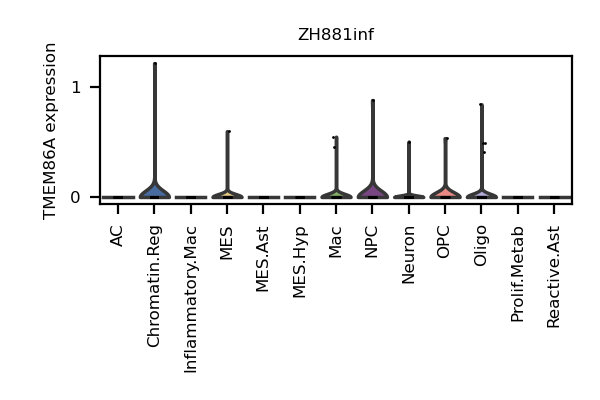 ZH881inf
TMEM86A expression
1
0
AC
Chromatin.Reg
Inflammatory.Mac
MES
MES.Ast
MES.Hyp
Mac
NPC
Neuron
OPC
Oligo
Prolif.Metab
Reactive.Ast